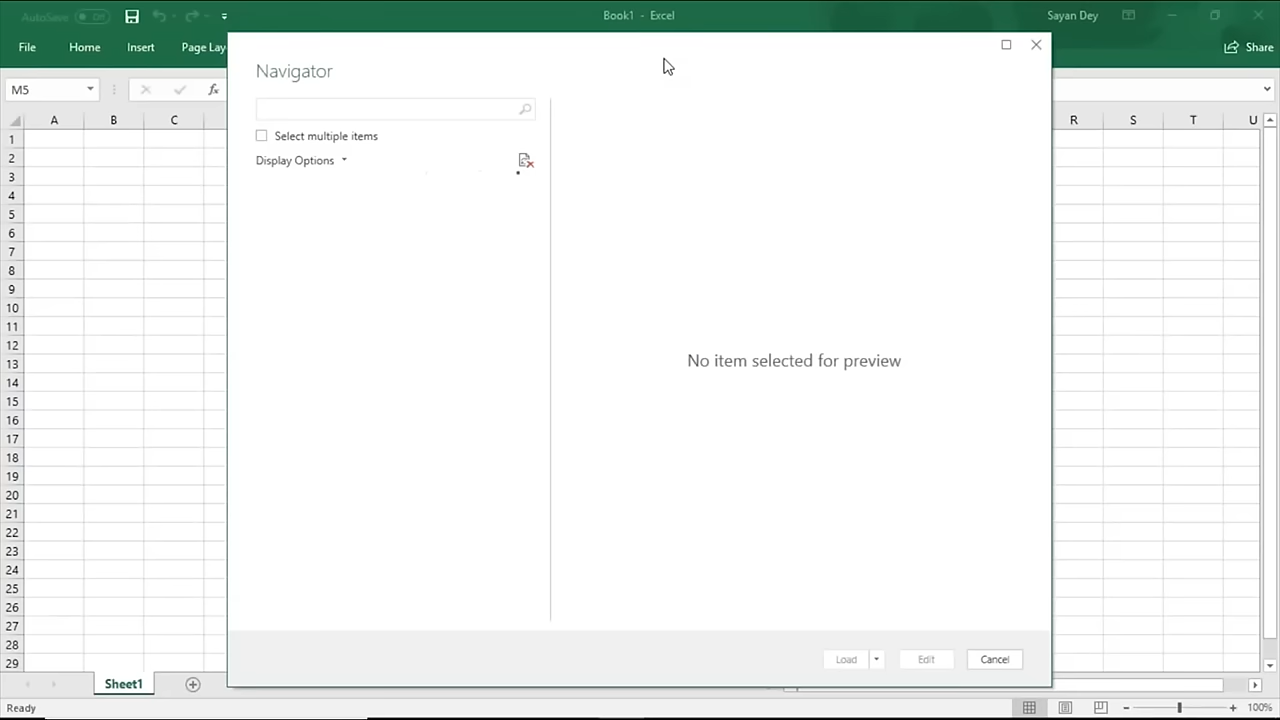 AutoSave Off
Book1 - Excel
Sayan Dey
File
Home
Insert
Page Lay
Share
M5
fx
Navigator
Select multiple items
Display Options
No item selected for preview
Load
Edit
Cancel
A B C R S T U
1
2
3
4
5
6
7
8
9
10
11
12
13
14
15
16
17
18
19
20
21
22
23
24
25
26
27
28
29
Sheet1
Ready
100%